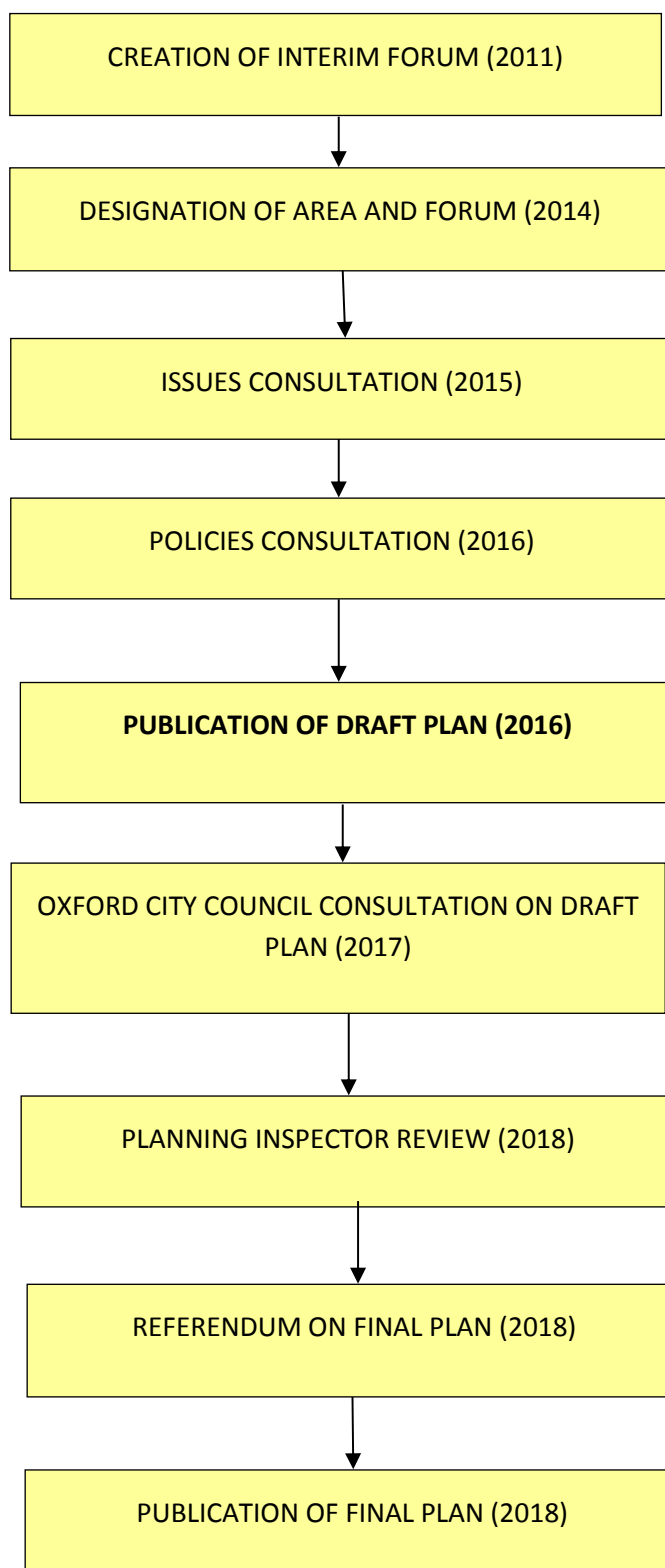 CREATION OF INTERIM FORUM (2011)
DESIGNATION OF AREA AND FORUM (2014)
ISSUES CONSULTATION (2015)
POLICIES CONSULTATION (2016)
PUBLICATION OF DRAFT PLAN (2016)
OXFORD CITY COUNCIL CONSULTATION ON DRAFT
PLAN (2017)
PLANNING INSPECTOR REVIEW (2018)
REFERENDUM ON FINAL PLAN (2018)
PUBLICATION OF FINAL PLAN (2018)